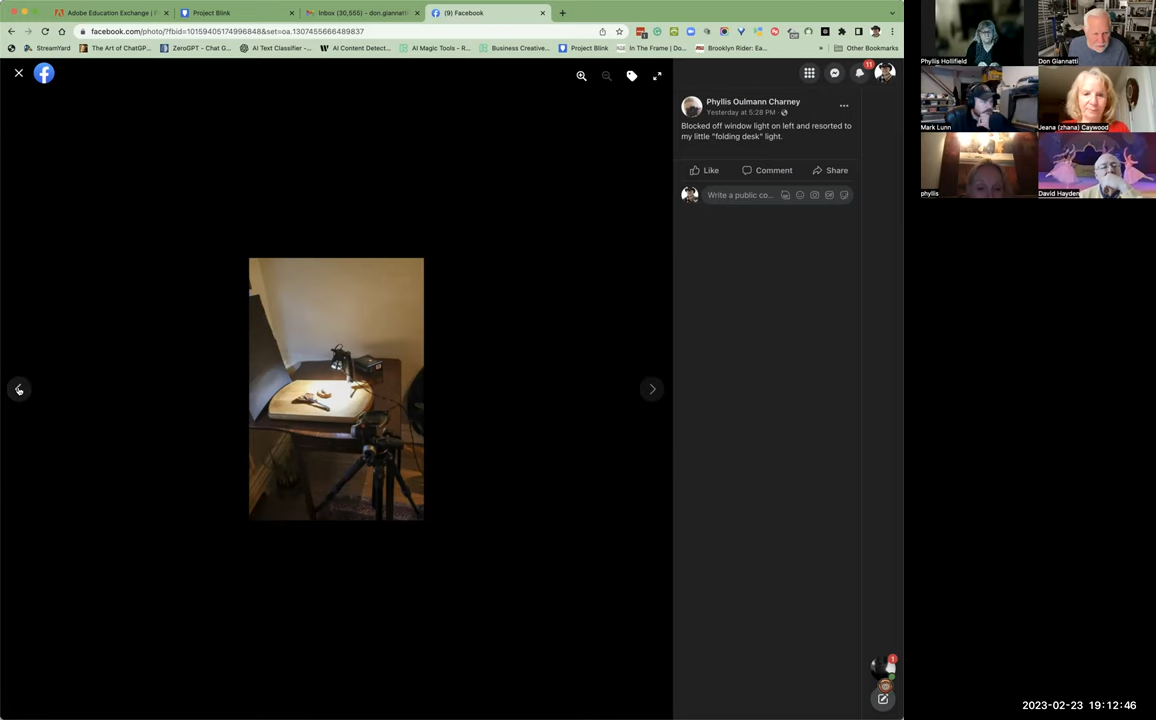 Adobe Education Exchange | F
Project Blink
Inbox (30,555) - don.giannatt
(9) Facebook
facebook.com/photo/?fbid=10159405174996848&set=oa.1307455666489837
StreamYard
The Art of ChatGP...
ZeroGPT - Chat G...
AI Text Classifier -...
AI Content Detect...
AI Magic Tools - R...
Business Creative...
Project Blink
In The Frame | Do...
Brooklyn Rider: Ea...
»
Other Bookmarks
11
Phyllis Oulmann Charney
Yesterday at 5:28 PM ·
Blocked off window light on left and resorted to
my little "folding desk" light.
Like
Comment
Share
Write a public co...
1
Phyllis Hollifield
Don Giannatti
Mark Lunn
Jeana (zhana) Caywood
phyllis
David Hayden
2023-02-23 19:12:46